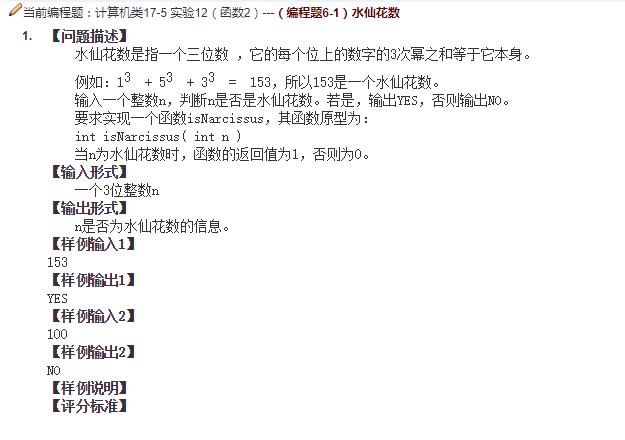 当前编程题：计算机类17-5 实验12（函数2）---（编程题6-1）水仙花数
1. 【问题描述】
水仙花数是指一个三位数 ，它的每个位上的数字的3次幂之和等于它本身。
例如：1³ + 5³ + 3³ = 153，所以153是一个水仙花数。
输入一个整数n，判断n是否是水仙花数。若是，输出YES，否则输出NO。
要求实现一个函数isNarcissus，其函数原型为：
int isNarcissus( int n )
当n为水仙花数时，函数的返回值为1，否则为0。
【输入形式】
一个3位整数n
【输出形式】
n是否为水仙花数的信息。
【样例输入1】
153
【样例输出1】
YES
【样例输入2】
100
【样例输出2】
NO
【样例说明】
【评分标准】